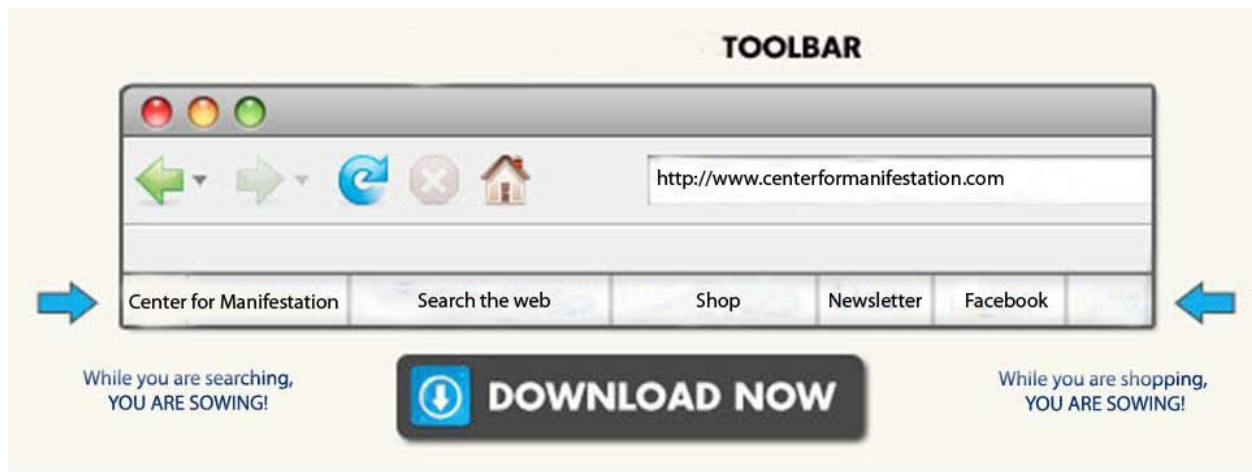 TOOLBAR
http://www.centerformanifestation.com
Center for Manifestation
Search the web
Shop
Newsletter
Facebook
While you are searching,
YOU ARE SOWING!
DOWNLOAD NOW
While you are shopping,
YOU ARE SOWING!